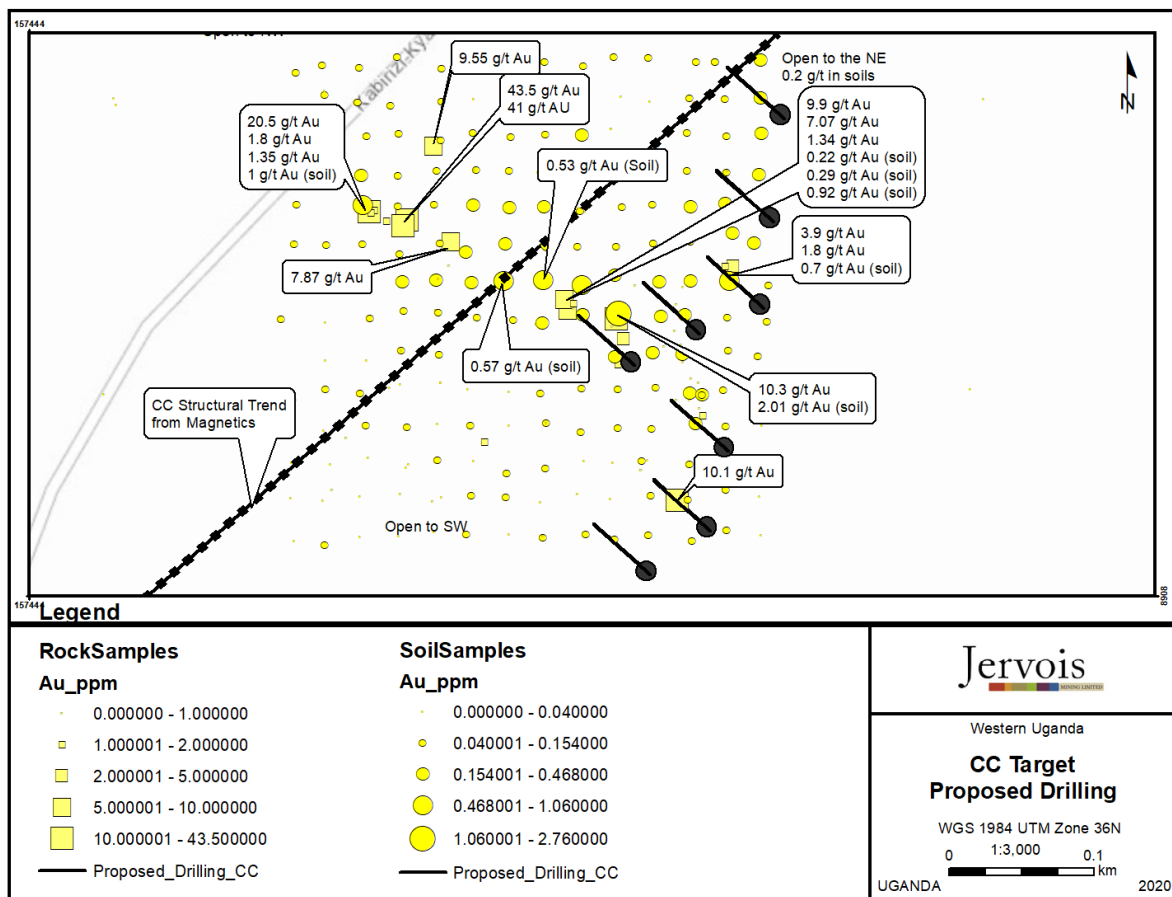 157444
Open to NW
Kabirizi-Kya
9.55 g/t Au
Open to the NE
0.2 g/t in soils
N
43.5 g/t Au
41 g/t AU
9.9 g/t Au
7.07 g/t Au
1.34 g/t Au
0.22 g/t Au (soil)
0.29 g/t Au (soil)
0.92 g/t Au (soil)
20.5 g/t Au
1.8 g/t Au
1.35 g/t Au
1 g/t Au (soil)
0.53 g/t Au (Soil)
3.9 g/t Au
1.8 g/t Au
0.7 g/t Au (soil)
7.87 g/t Au
0.57 g/t Au (soil)
10.3 g/t Au
2.01 g/t Au (soil)
CC Structural Trend
from Magnetics
10.1 g/t Au
Open to SW
157444
8908
Legend
RockSamples
Au_ppm
0.000000 - 1.000000
1.000001 - 2.000000
2.000001 - 5.000000
5.000001 - 10.000000
10.000001 - 43.500000
Proposed_Drilling_CC
SoilSamples
Au_ppm
0.000000 - 0.040000
0.040001 - 0.154000
0.154001 - 0.468000
0.468001 - 1.060000
1.060001 - 2.760000
Proposed_Drilling_CC
Jervois
MINING LIMITED
Western Uganda
CC Target
Proposed Drilling
WGS 1984 UTM Zone 36N
1:3,000
0 0.1
km
UGANDA 2020